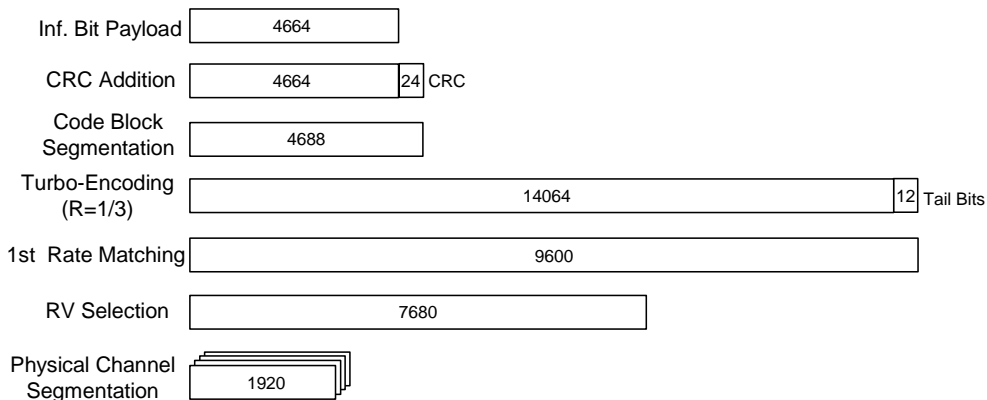 Inf. Bit Payload 4664
CRC Addition 4664 24 CRC
Code Block
Segmentation 4688
Turbo-Encoding
(R=1/3) 14064 12 Tail Bits
1st Rate Matching 9600
RV Selection 7680
Physical Channel
Segmentation 1920